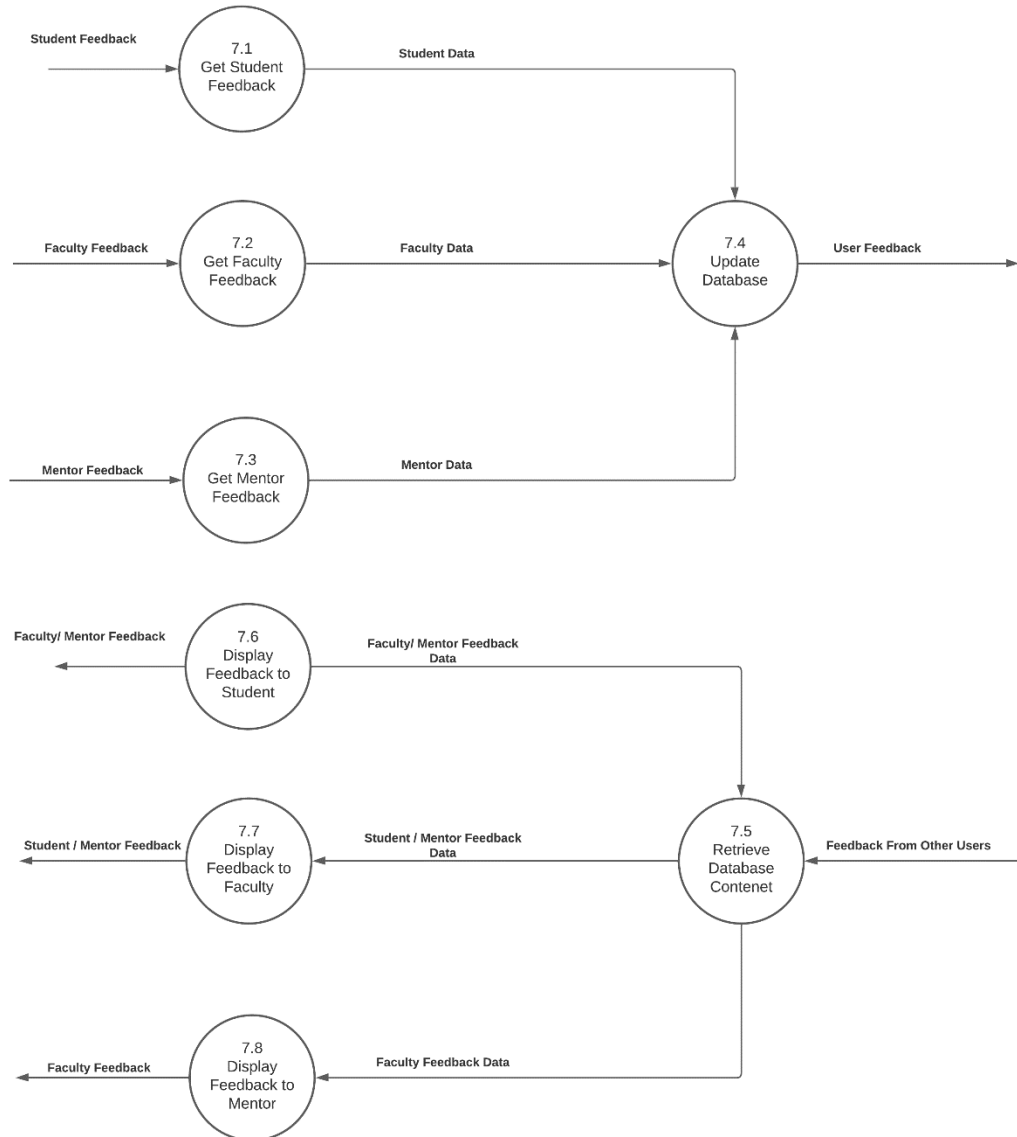 Student Feedback
7.1
Get Student
Feedback
Student Data
Faculty Feedback
7.2
Get Faculty
Feedback
Faculty Data
7.4
Update
Database
User Feedback
Mentor Feedback
7.3
Get Mentor
Feedback
Mentor Data
Faculty/ Mentor Feedback
7.6
Display
Feedback to
Student
Faculty/ Mentor Feedback
Data
Student / Mentor Feedback
7.7
Display
Feedback to
Faculty
Student / Mentor Feedback
Data
7.5
Retrieve
Database
Contenet
Feedback From Other Users
Faculty Feedback
7.8
Display
Feedback to
Mentor
Faculty Feedback Data